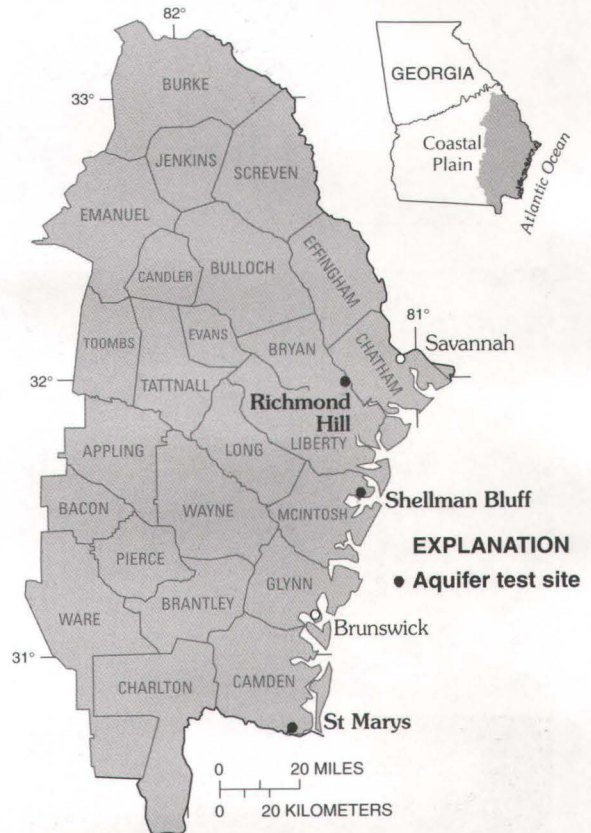 82°
33°
BURKE
GEORGIA
JENKINS
SCREVEN
Coastal
Plain
Atlantic Ocean
EMANUEL
EFFINGHAM
BULLOCH
CANDLER
81°
Savannah
TOOMBS
EVANS
BRYAN
CHATHAM
32°
TATTNALL
Richmond
Hill
LIBERTY
APPLING
LONG
BACON
WAYNE
MCINTOSH
Shellman Bluff
PIERCE
EXPLANATION
GLYNN
Aquifer test site
WARE
BRANTLEY
Brunswick
31°
CHARLTON
CAMDEN
St Marys
0 20 MILES
0 20 KILOMETERS